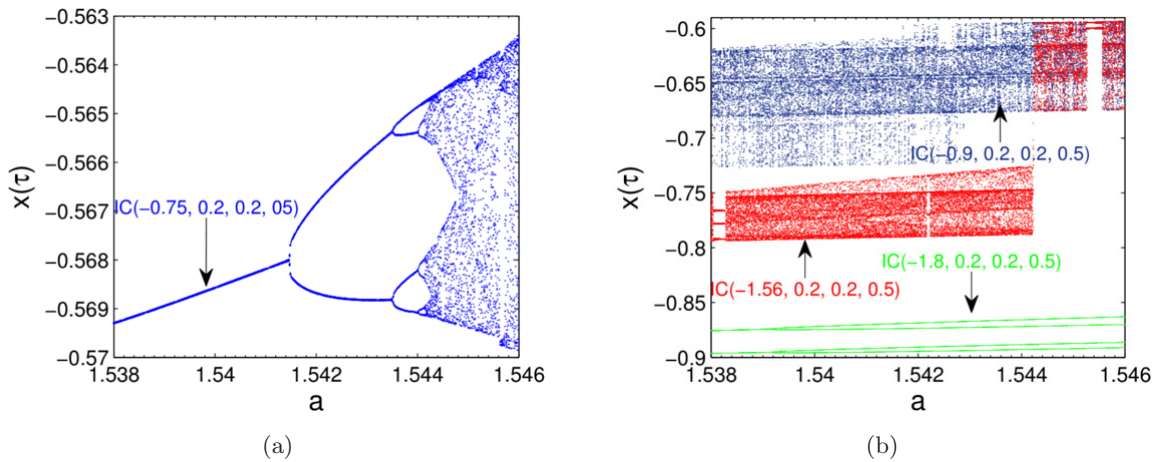 -0.563
-0.564
-0.565
-0.566
-0.567
-0.568
-0.569
-0.57
x(τ)
IC(-0.75, 0.2, 0.2, 05)
1.538
1.54
1.542
1.544
1.546
a
(a)
-0.6
-0.65
-0.7
-0.75
-0.8
-0.85
-0.9
x(τ)
IC(-0.9, 0.2, 0.2, 0.5)
IC(-1.8, 0.2, 0.2, 0.5)
IC(-1.56, 0.2, 0.2, 0.5)
1.538
1.54
1.542
1.544
1.546
a
(b)